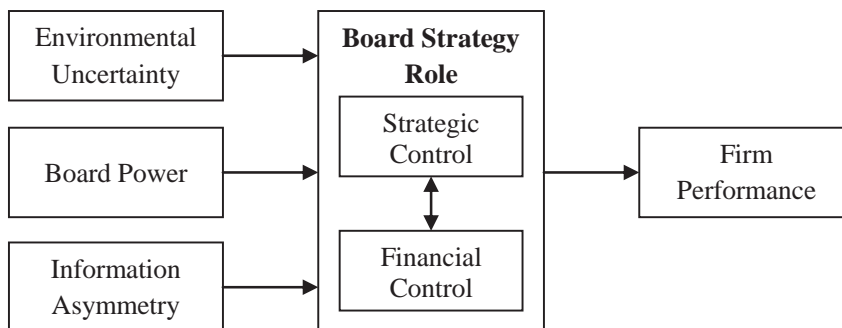 Environmental
Uncertainty
Board Power
Information
Asymmetry
Board Strategy
Role
Strategic
Control
Financial
Control
Firm
Performance